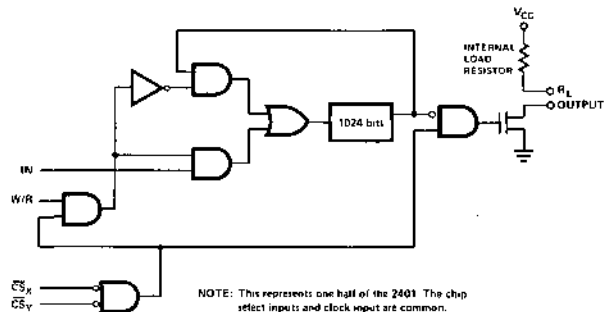 VCC
INTERNAL
LOAD
RESISTOR
RL
OUTPUT
1024 bits
IN
W/R
CSX
CSY
NOTE: This represents one half of the 2401. The chip
select inputs and clock input are common.